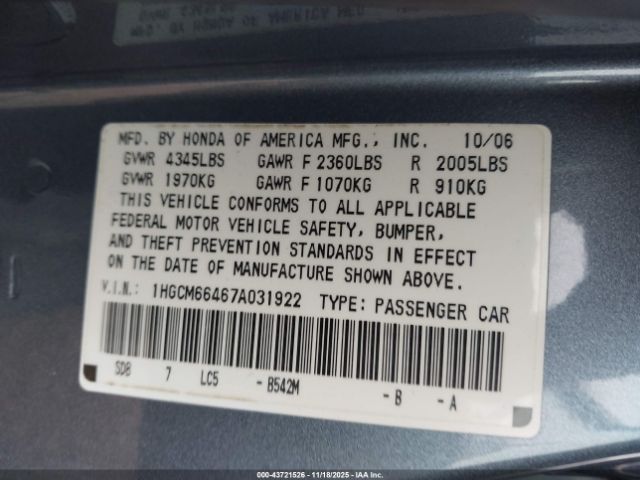 MFD. BY HONDA OF AMERICA MFG., INC. 10/06
GVWR 4345LBS GAWR F 2360LBS R 2005LBS
GVWR 1970KG GAWR F 1070KG R 910KG
THIS VEHICLE CONFORMS TO ALL APPLICABLE
FEDERAL MOTOR VEHICLE SAFETY, BUMPER,
AND THEFT PREVENTION STANDARDS IN EFFECT
ON THE DATE OF MANUFACTURE SHOWN ABOVE.
V.I.N.: 1HGCM66467A031922 TYPE: PASSENGER CAR
SD8 7 LC5 -B542M -B -A
00-43721526 - 11/18/2025 - IAA Inc.